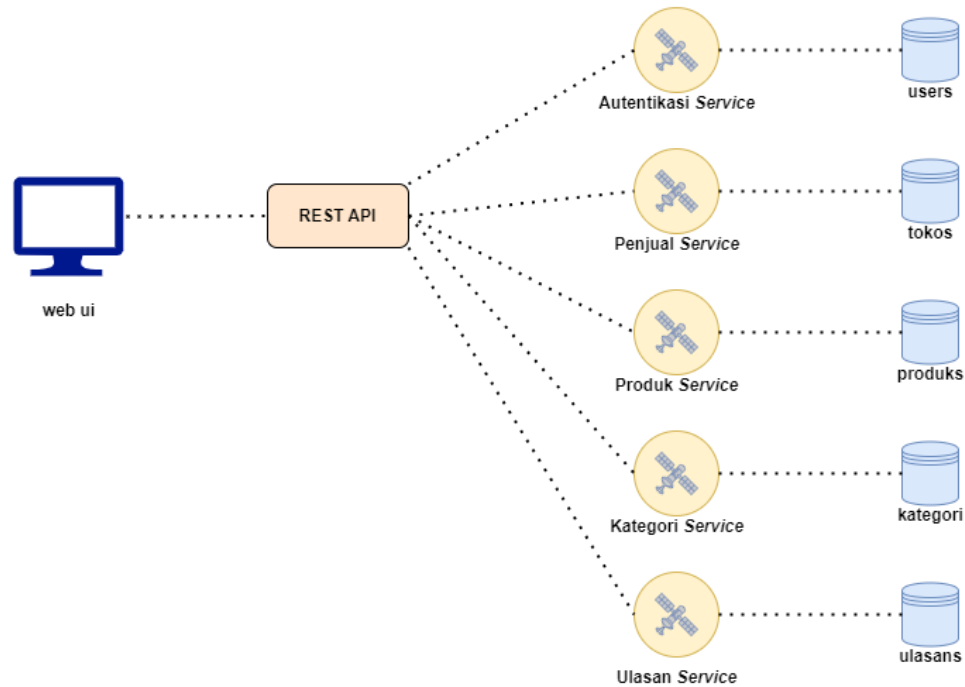 Autentikasi Service
users
REST API
web ui
Penjual Service
tokos
Produk Service
produks
Kategori Service
kategori
Ulasan Service
ulasans